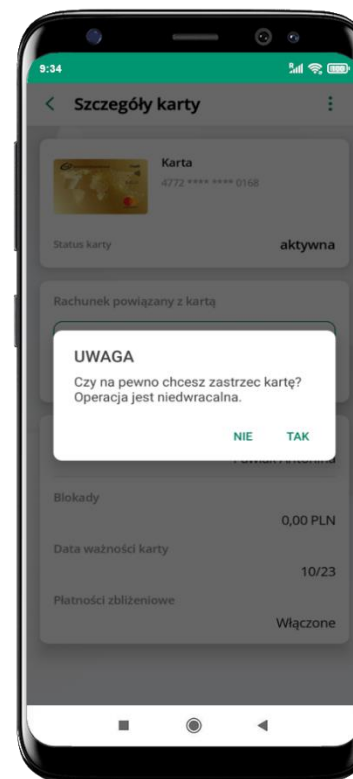 9:34
Szczegóły karty
Karta
4772 **** **** 0168
Status karty
aktywna
Rachunek powiązany z kartą
UWAGA
Czy na pewno chcesz zastrzec kartę?
Operacja jest niedwracalna.
NIE TAK
Antonina
Blokady
0,00 PLN
Data ważności karty
10/23
Płatności zbliżeniowe
Włączone